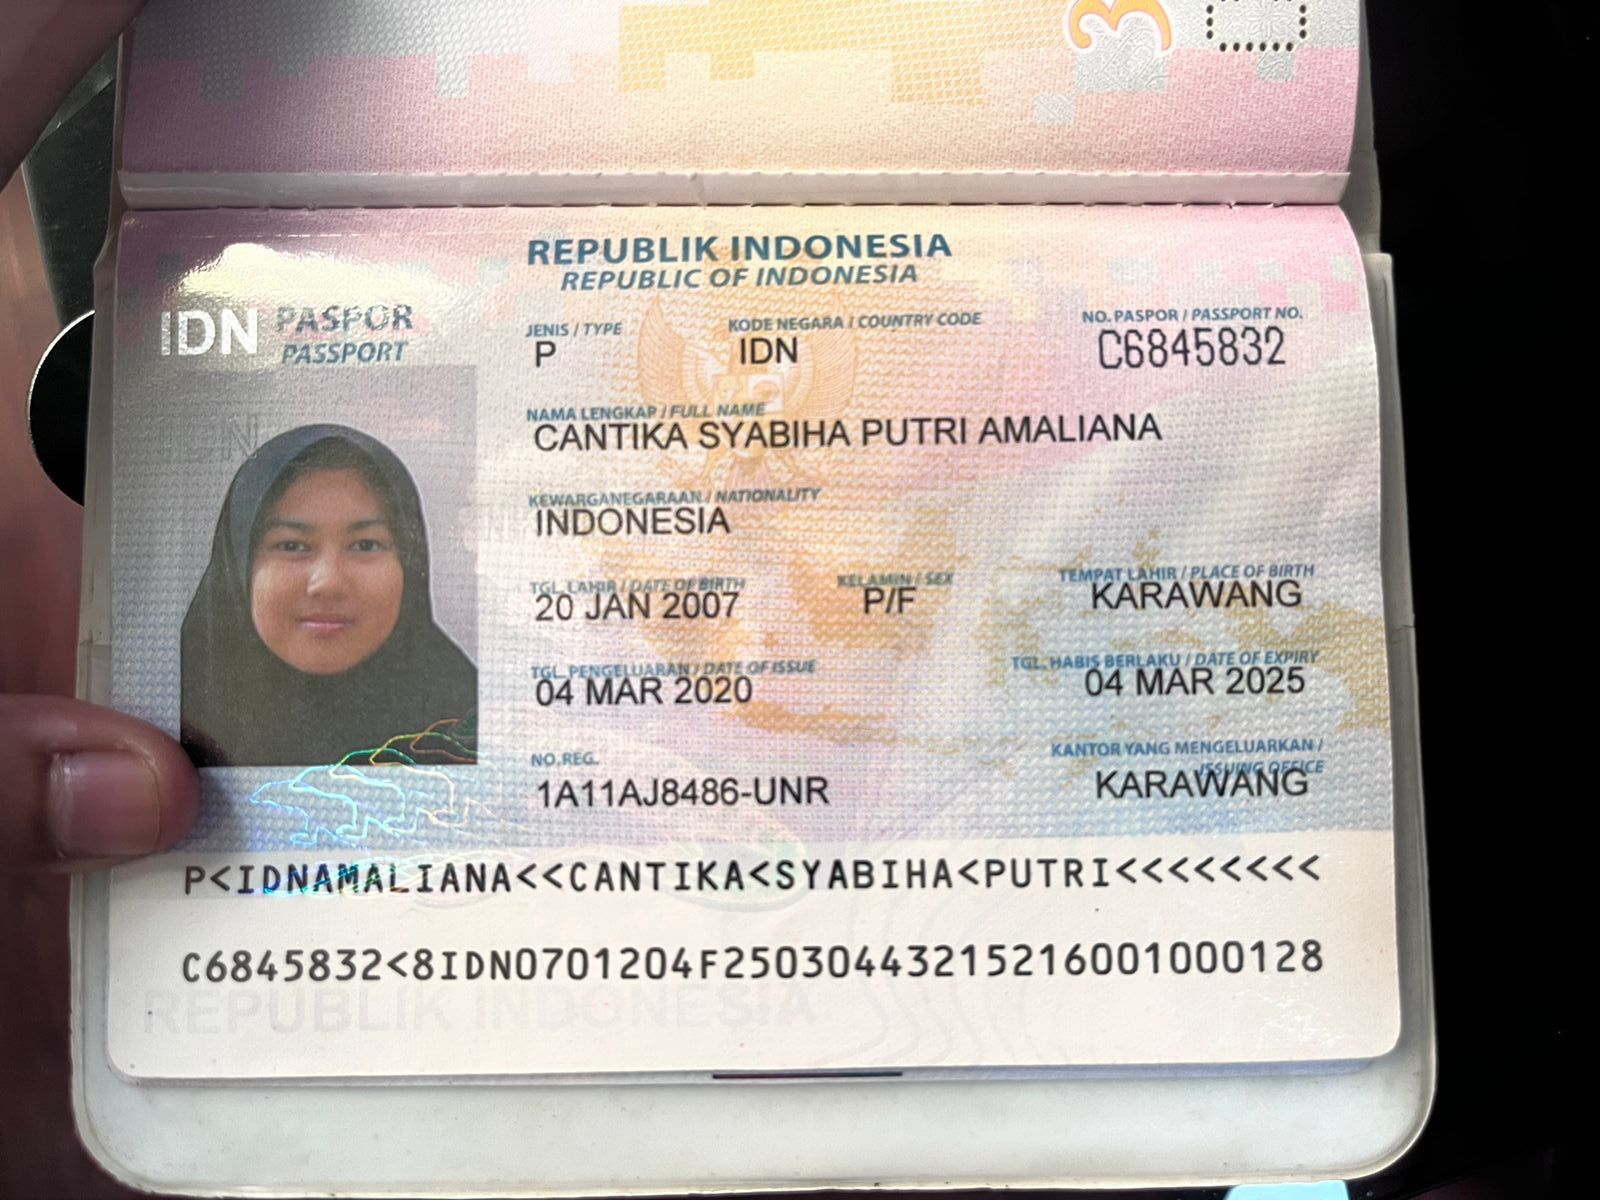 3
REPUBLIK INDONESIA
REPUBLIC OF INDONESIA
IDN PASPOR
PASSPORT
JENIS / TYPE
P
KODE NEGARA / COUNTRY CODE
IDN
NO. PASPOR / PASSPORT NO.
C6845832
NAMA LENGKAP / FULL NAME
CANTIKA SYABIHA PUTRI AMALIANA
KEWARGANEGARAAN / NATIONALITY
INDONESIA
TGL. LAHIR / DATE OF BIRTH
20 JAN 2007
KELAMIN / SEX
P/F
TEMPAT LAHIR / PLACE OF BIRTH
KARAWANG
TGL. PENGELUARAN / DATE OF ISSUE
04 MAR 2020
TGL. HABIS BERLAKU / DATE OF EXPIRY
04 MAR 2025
NO. REG.
1A11AJ8486-UNR
KANTOR YANG MENGELUARKAN /
ISSUING OFFICE
KARAWANG
P<IDNAMALIANA<<CANTIKA<SYABIHA<PUTRI<<<<<<<<
C6845832<8IDN0701204F25030443215216001000128
REPUBLIK INDONESIA